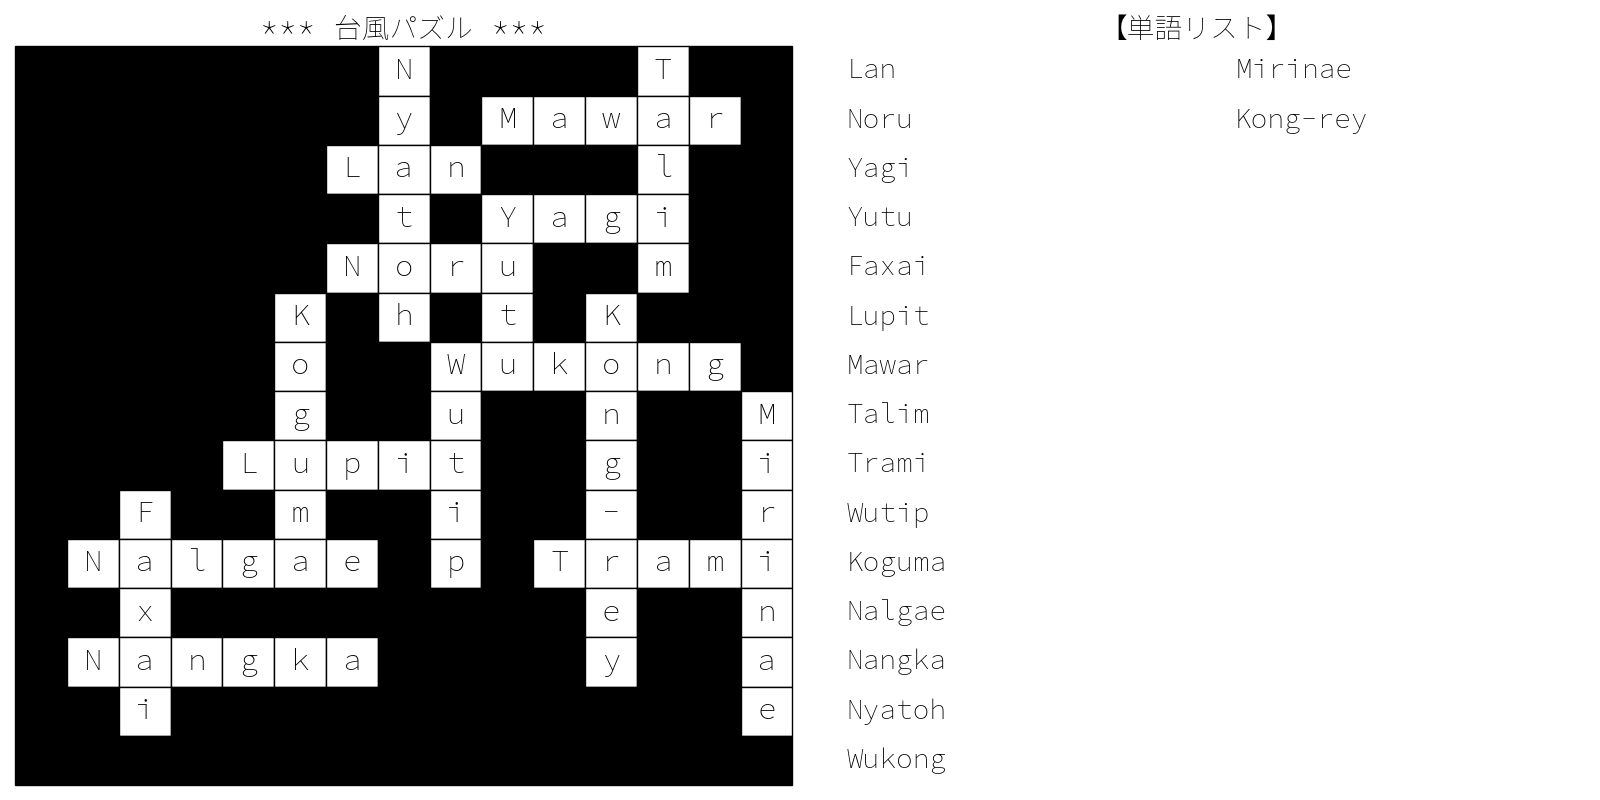 *** 台風パズル ***
【単語リスト】
N T
y M a w a r
L a n l
t Y a g i
N o r u m
K h t K
o W u k o n g
g u n M
L u p i t g i
F m i - r
N a l g a e p T r a m i
x e n
N a n g k a y a
i e
Lan Mirinae
Noru Kong-rey
Yagi
Yutu
Faxai
Lupit
Mawar
Talim
Trami
Wutip
Koguma
Nalgae
Nangka
Nyatoh
Wukong